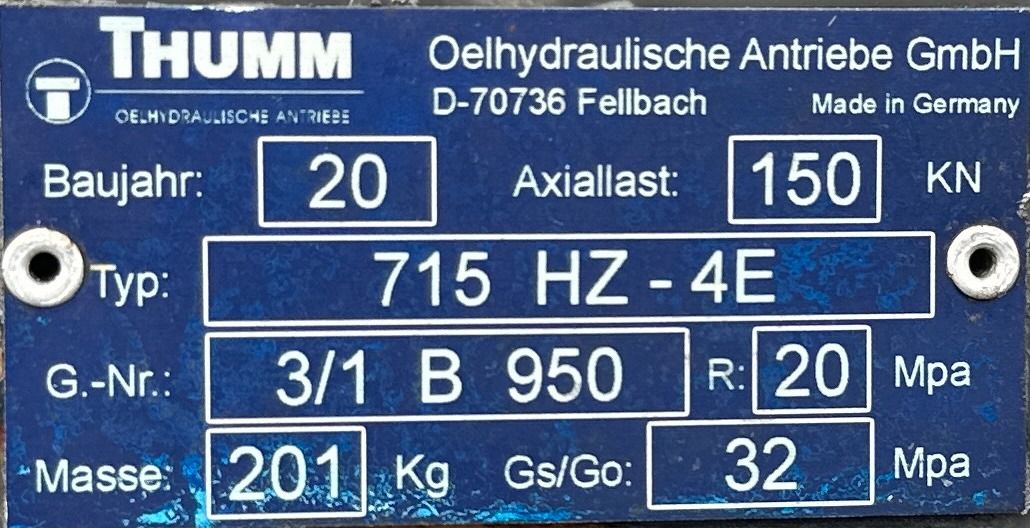 THUMM
OELHYDRAULISCHE ANTRIEBE
Oelhydraulische Antriebe GmbH
D-70736 Fellbach Made in Germany
Baujahr: 20 Axiallast: 150 KN
Typ: 715 HZ - 4E
G.-Nr.: 3/1 B 950 R: 20 Mpa
Masse: 201 Kg Gs/Go: 32 Mpa